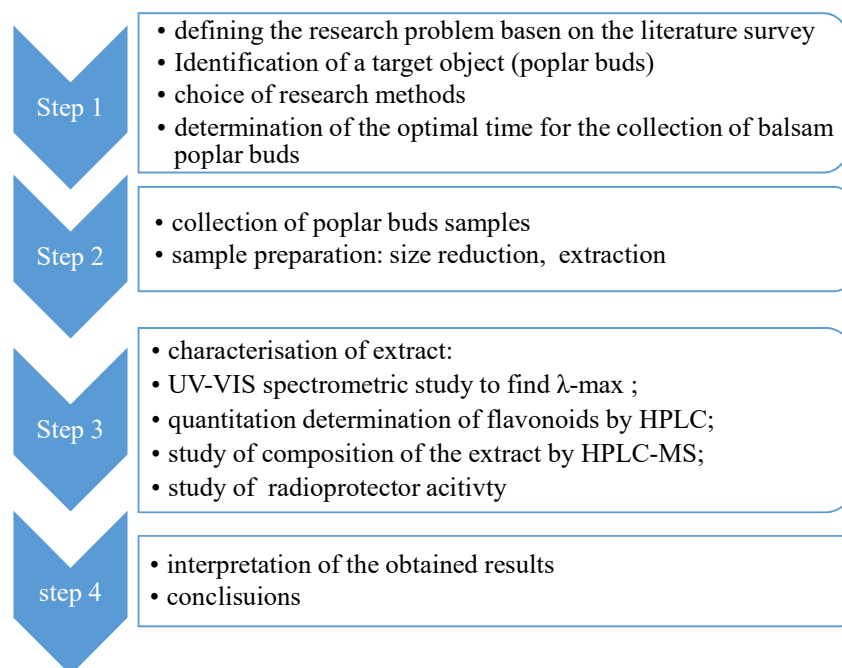 Step 1
• defining the research problem basen on the literature survey
• Identification of a target object (poplar buds)
• choice of research methods
• determination of the optimal time for the collection of balsam
poplar buds
Step 2
• collection of poplar buds samples
• sample preparation: size reduction, extraction
Step 3
• characterisation of extract:
• UV-VIS spectrometric study to find λ-max ;
• quantitation determination of flavonoids by HPLC;
• study of composition of the extract by HPLC-MS;
• study of radioprotector acitivty
step 4
• interpretation of the obtained results
• conclisuions